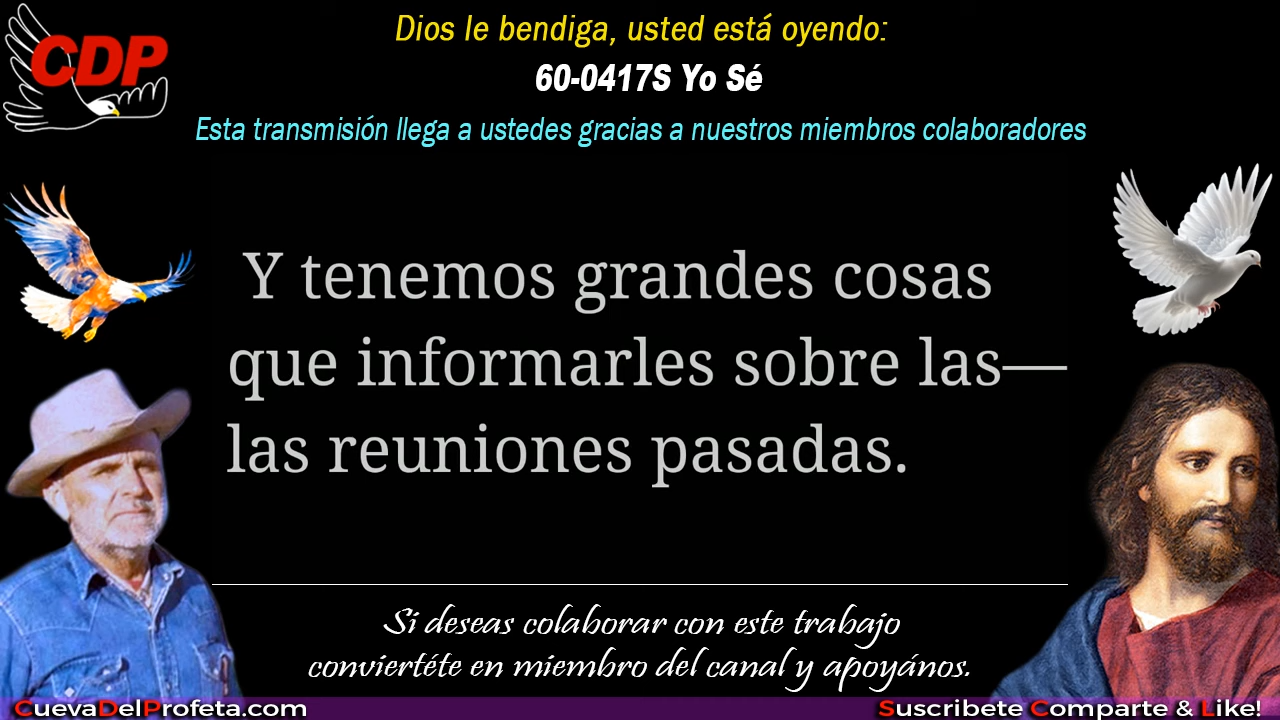 CDP
Dios le bendiga, usted está oyendo:
60-0417S Yo Sé
Esta transmisión llega a ustedes gracias a nuestros miembros colaboradores
Y tenemos grandes cosas
que informarles sobre las—
las reuniones pasadas.
Si deseas colaborar con este trabajo
conviertéte en miembro del canal y apoyános.
CuevaDelProfeta.com
Suscribete Comparte & Like!